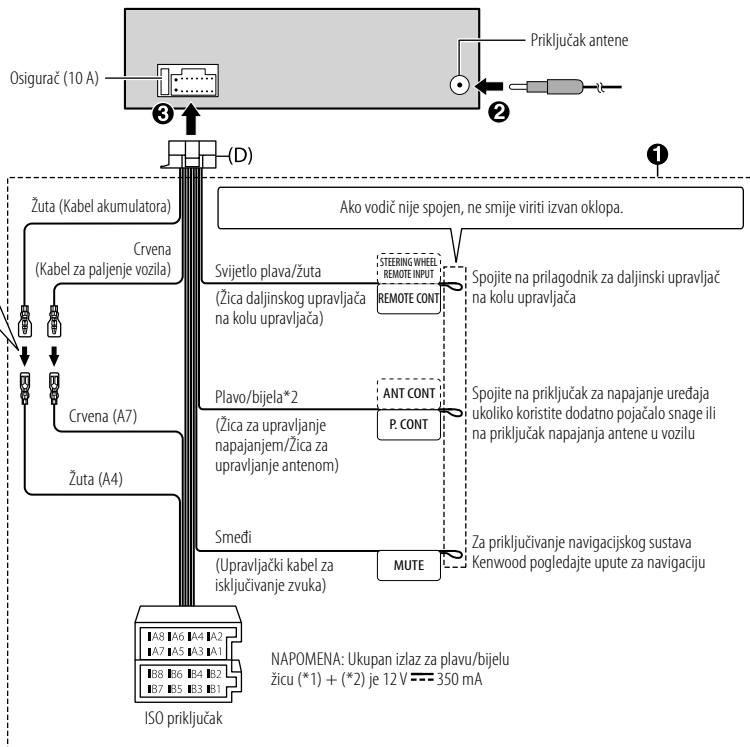 Priključak antene
Osigurač (10 A)
❸
❷
(D)
❶
Žuta (Kabel akumulatora)
Ako vodič nije spojen, ne smije viriti izvan oklopa.
Crvena
(Kabel za paljenje vozila)
Svijetlo plava/žuta
(Žica daljinskog upravljača
na kolu upravljača)
STEERING WHEEL
REMOTE INPUT
REMOTE CONT
Spojite na prilagodnik za daljinski upravljač
na kolu upravljača
Plavo/bijela*2
(Žica za upravljanje
napajanjem/Žica za
upravljanje antenom)
ANT CONT
P. CONT
Spojite na priključak za napajanje uređaja
ukoliko koristite dodatno pojačalo snage ili
na priključak napajanja antene u vozilu
Crvena (A7)
Žuta (A4)
Smeđi
(Upravljački kabel za
isključivanje zvuka)
MUTE
Za priključivanje navigacijskog sustava
Kenwood pogledajte upute za navigaciju
A8 A6 A4 A2
A7 A5 A3 A1
B8 B6 B4 B2
B7 B5 B3 B1
ISO priključak
NAPOMENA: Ukupan izlaz za plavu/bijelu
žicu (*1) + (*2) je 12 V ⎓ 350 mA